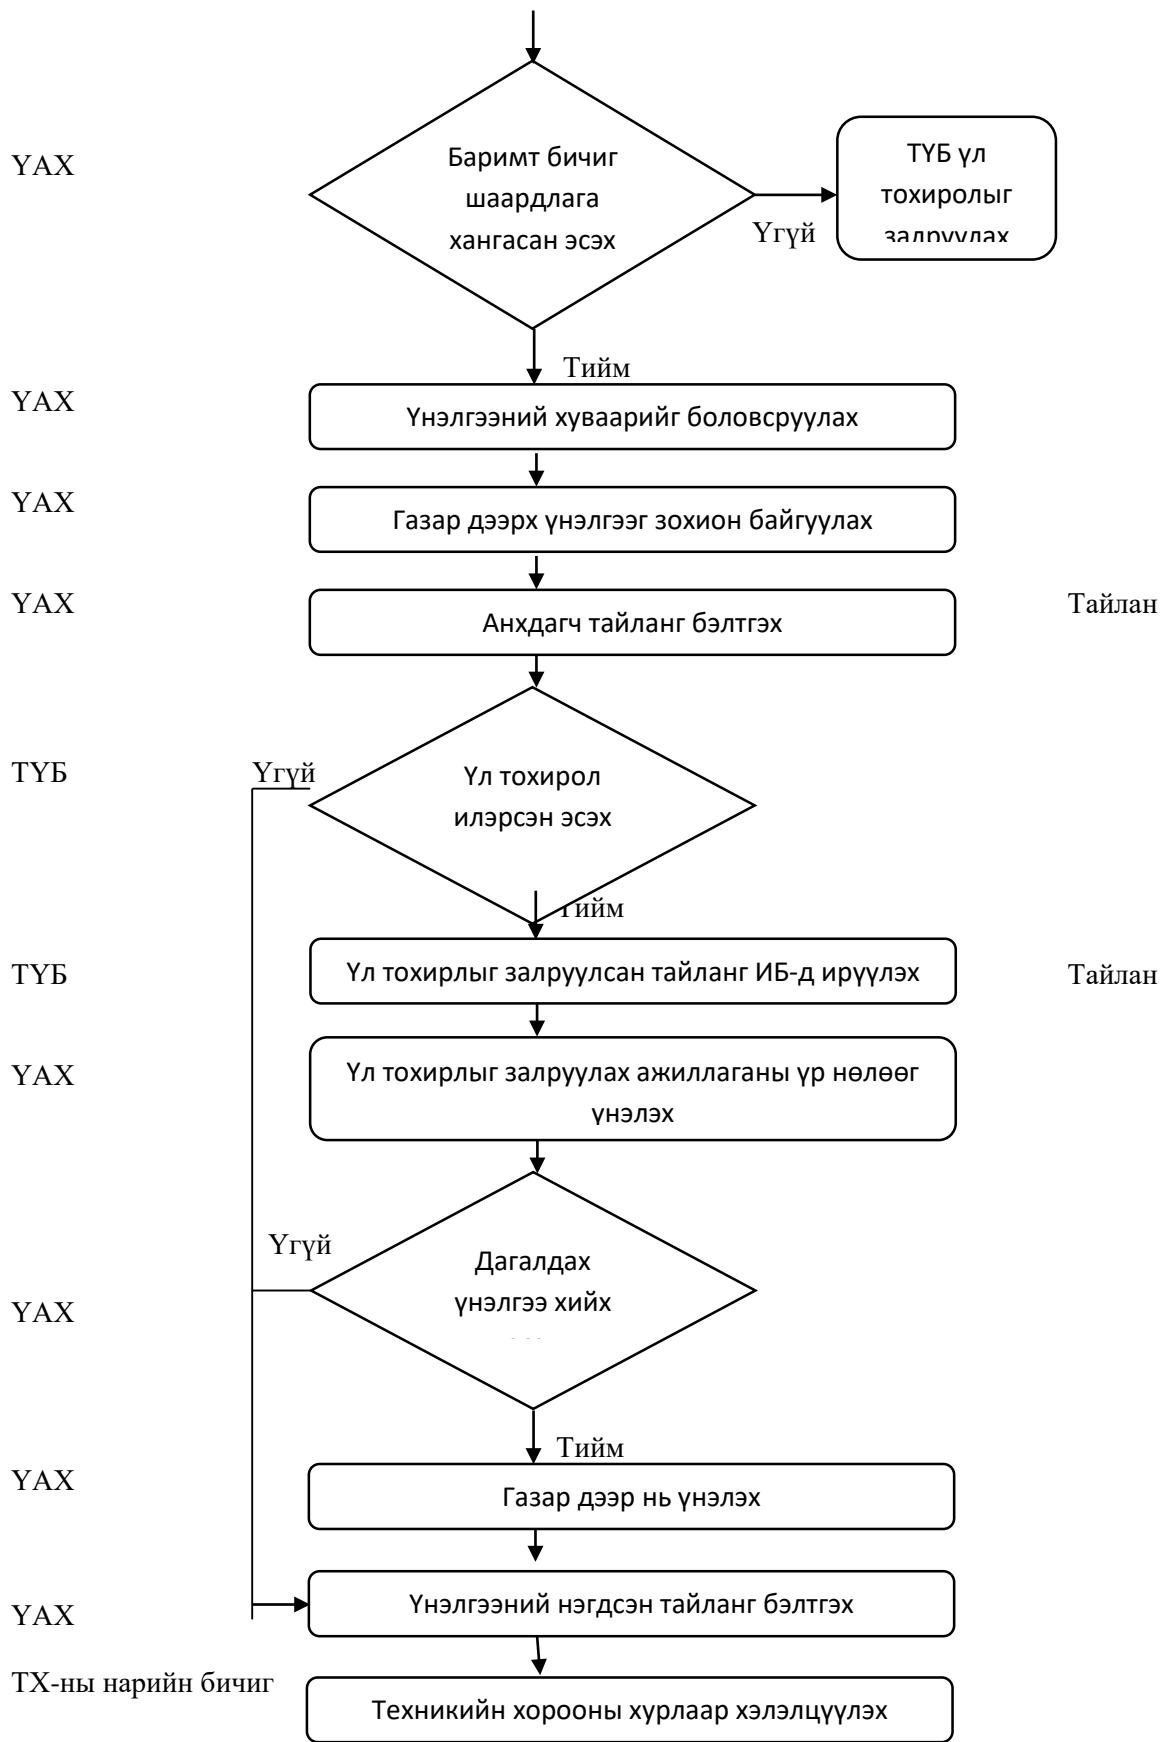 ҮАХ
Баримт бичиг
шаардлага
хангасан эсэх
Үгүй
ТҮБ үл
тохиролыг
залруулах
Тийм
ҮАХ
Үнэлгээний хуваарийг боловсруулах
ҮАХ
Газар дээрх үнэлгээг зохион байгуулах
ҮАХ
Анхдагч тайланг бэлтгэх
Тайлан
ТҮБ
Үгүй
Үл тохирол
илэрсэн эсэх
Тийм
ТҮБ
Үл тохирлыг залруулсан тайланг ИБ-д ирүүлэх
Тайлан
ҮАХ
Үл тохирлыг залруулах ажиллаганы үр нөлөөг
үнэлэх
Үгүй
Дагалдах
үнэлгээ хийх
ҮАХ
Тийм
ҮАХ
Газар дээр нь үнэлэх
ҮАХ
Үнэлгээний нэгдсэн тайланг бэлтгэх
ТХ-ны нарийн бичиг
Техникийн хорооны хурлаар хэлэлцүүлэх